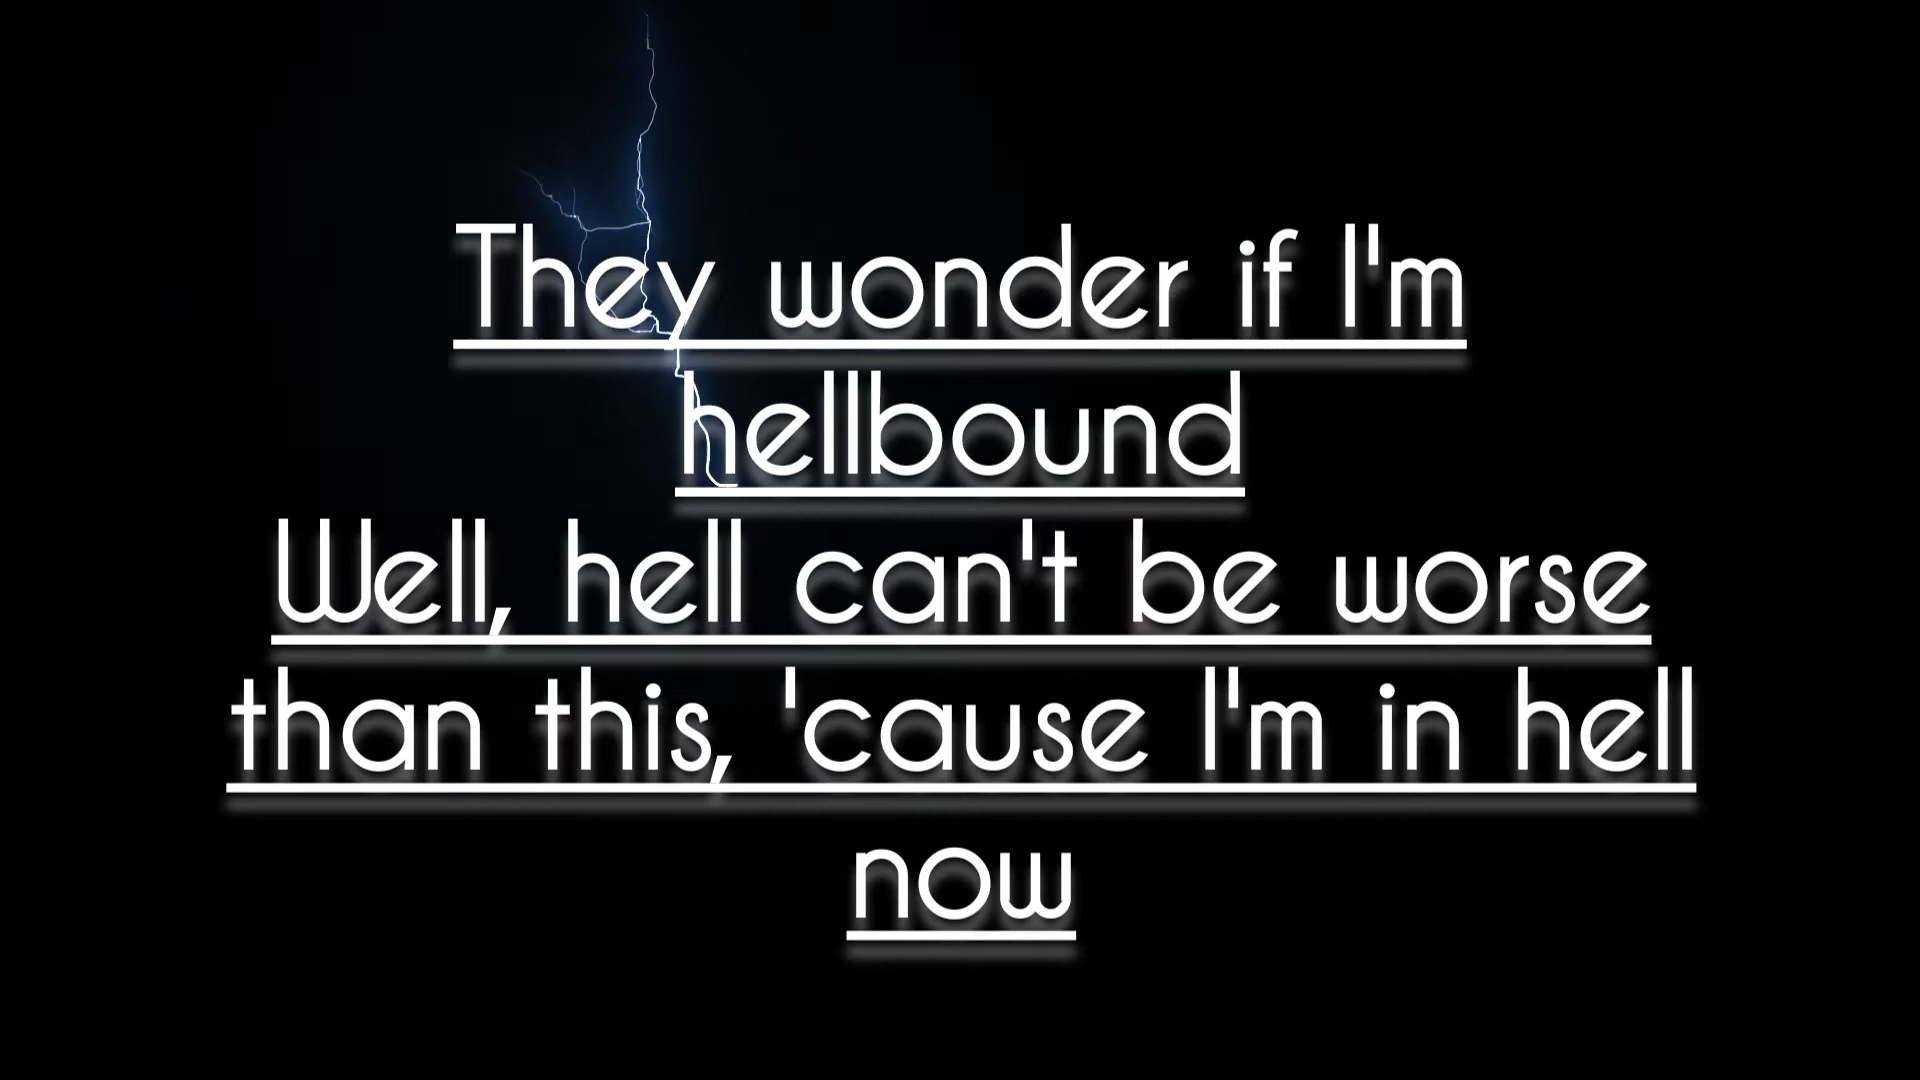 They wonder if I'm
hellbound
Well, hell can't be worse
than this, 'cause I'm in hell
now